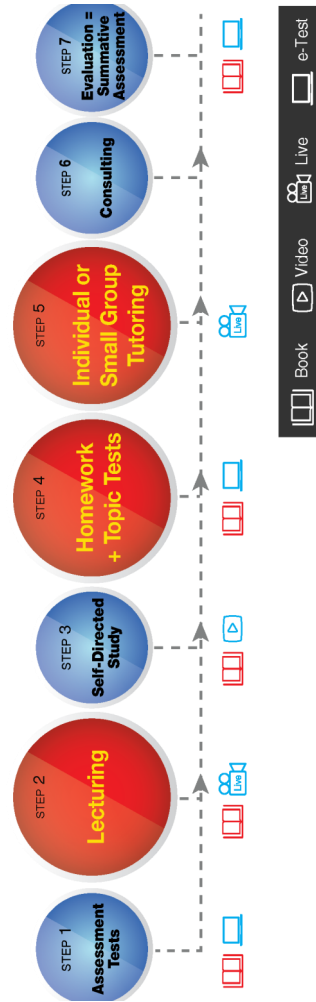 STEP 1
Assessment
Tests
STEP 2
Lecturing
STEP 3
Self-Directed
Study
STEP 4
Homework
+ Topic Tests
STEP 5
Individual or
Small Group
Tutoring
STEP 6
Consulting
STEP 7
Evaluation =
Summative
Assessment
Live
Live
Book
Video
Live
Live
e-Test